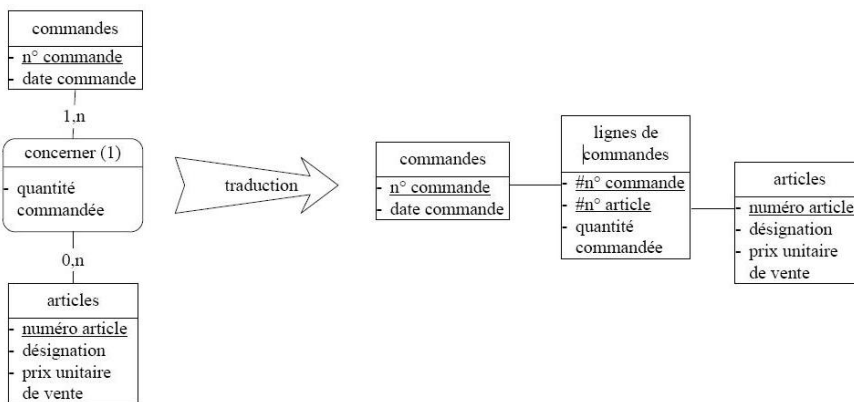 commandes
- n° commande
- date commande
1,n
concerner (1)
- quantité
commandée
0,n
articles
- numéro article
- désignation
- prix unitaire
de vente
traduction
commandes
- n° commande
- date commande
lignes de
commandes
- #n° commande
- #n° article
- quantité
commandée
articles
- numéro article
- désignation
- prix unitaire
de vente